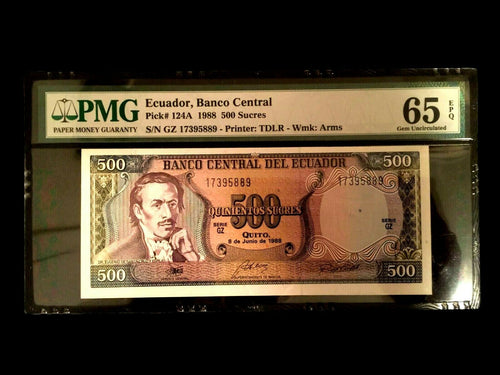 PMG
PAPER MONEY GUARANTY
Ecuador, Banco Central
Pick# 124A 1988 500 Sucres
S/N GZ 17395889 - Printer: TDLR - Wmk: Arms
65 EPQ
Gem Uncirculated
500 BANCO CENTRAL DEL ECUADOR 500
17395889 17395889
500
QUINIENTOS SUCRES
SERIE GZ
SERIE GZ
QUITO,
8 de Junio de 1988
500 500